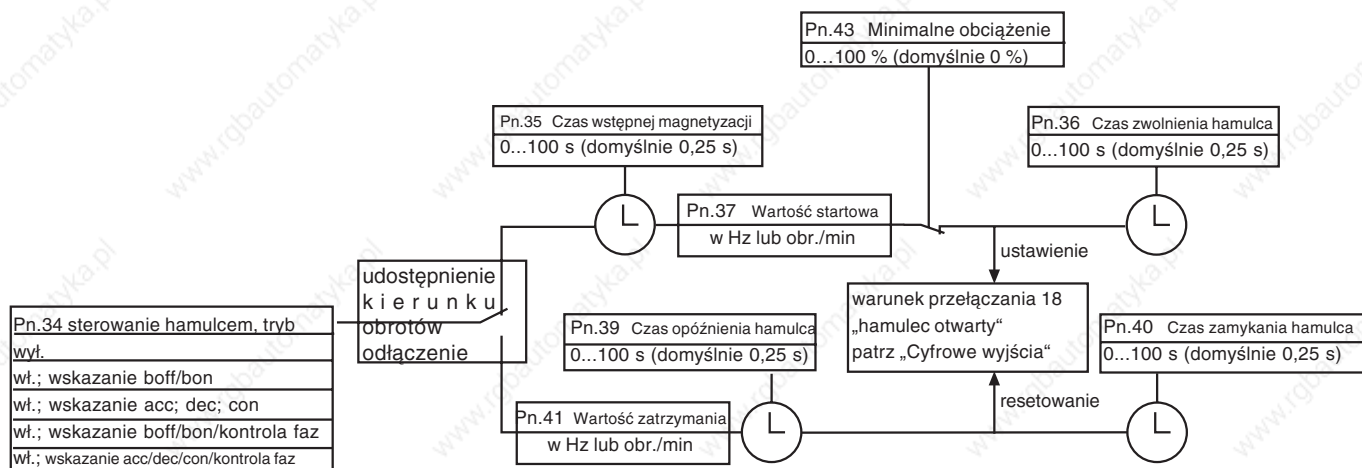 Pn.43 Minimalne obciążenie
0...100 % (domyślnie 0 %)
Pn.35 Czas wstępnej magnetyzacji
0...100 s (domyślnie 0,25 s)
Pn.36 Czas zwolnienia hamulca
0...100 s (domyślnie 0,25 s)
Pn.37 Wartość startowa
w Hz lub obr./min
ustawienie
udostępnienie
kierunku
obrotów
odłączenie
Pn.34 sterowanie hamulcem, tryb
wył.
wł.; wskazanie boff/bon
wł.; wskazanie acc; dec; con
wł.; wskazanie boff/bon/kontrola faz
wł.; wskazanie acc/dec/con/kontrola faz
Pn.39 Czas opóźnienia hamulca
0...100 s (domyślnie 0,25 s)
warunek przełączania 18
„hamulec otwarty“
patrz „Cyfrowe wyjścia“
Pn.40 Czas zamykania hamulca
0...100 s (domyślnie 0,25 s)
resetowanie
Pn.41 Wartość zatrzymania
w Hz lub obr./min
www.rgbautomatyka.pl